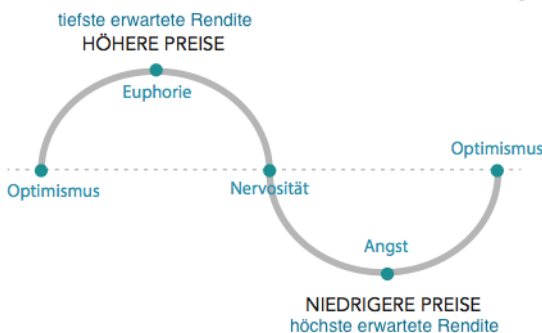 tiefste erwartete Rendite
HÖHERE PREISE
Euphorie
Optimismus
Optimismus
Nervosität
Angst
NIEDRIGERE PREISE
höchste erwartete Rendite